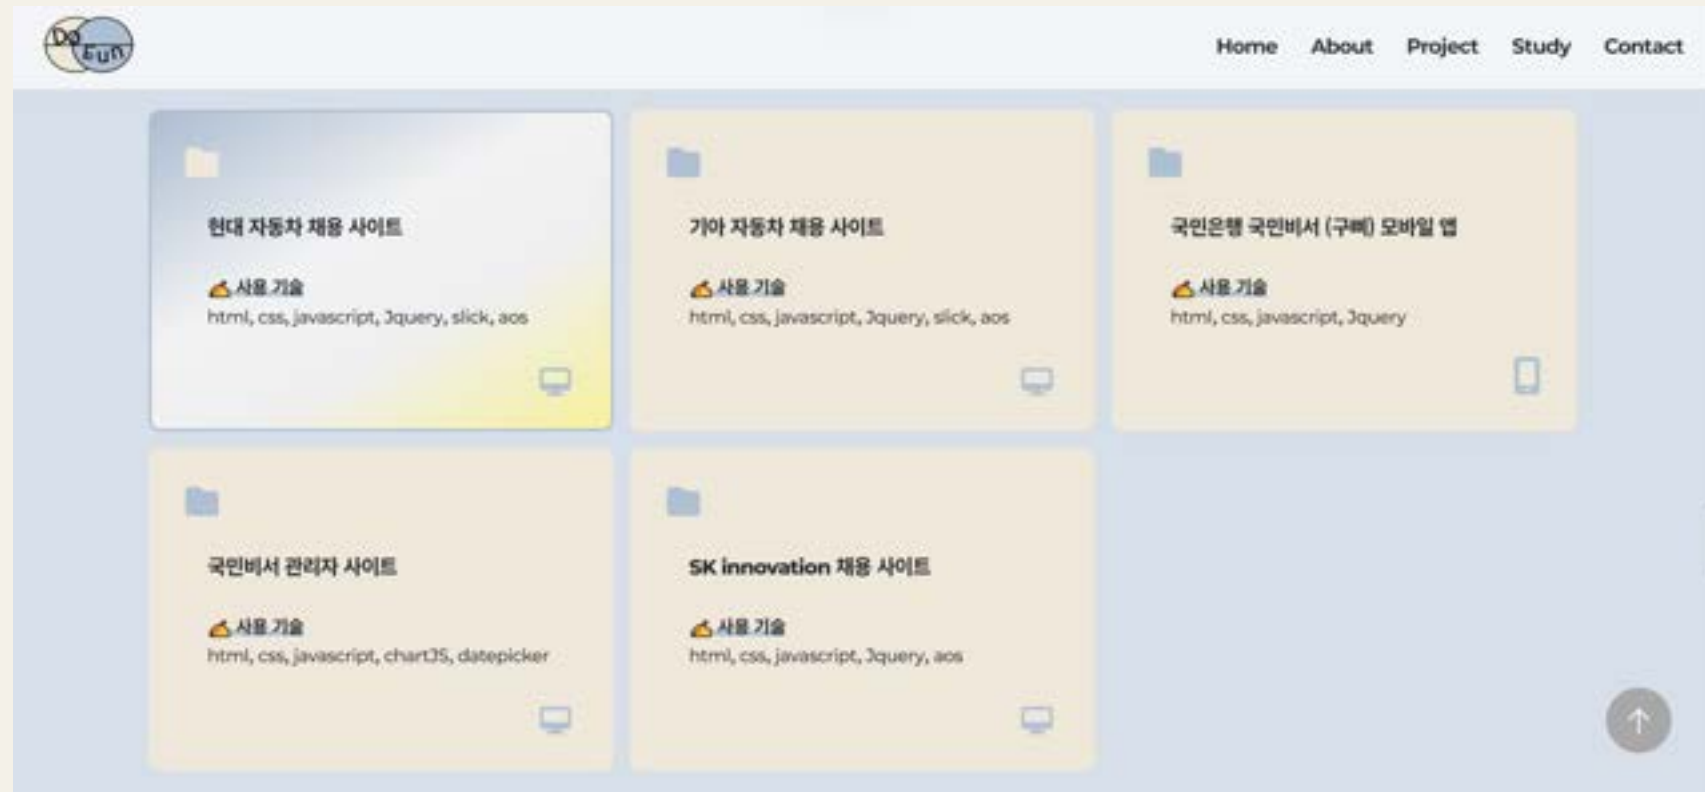 Do
Eun
Home About Project Study Contact
현대 자동차 채용 사이트
사용 기술
html, css, javascript, Jquery, slick, aos
기아 자동차 채용 사이트
사용 기술
html, css, javascript, Jquery, slick, aos
국민은행 국민비서 (구삐) 모바일 앱
사용 기술
html, css, javascript, Jquery
국민비서 관리자 사이트
사용 기술
html, css, javascript, chartJS, datepicker
SK innovation 채용 사이트
사용 기술
html, css, javascript, Jquery, aos